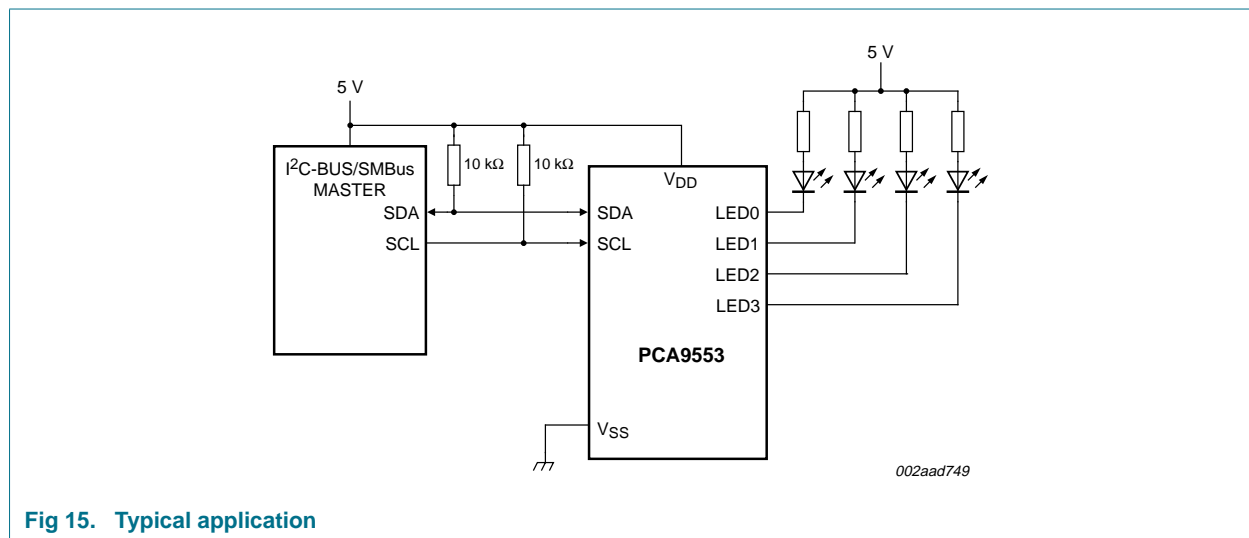 5 V
5 V
I²C-BUS/SMBus
MASTER
10 kΩ
10 kΩ
VDD
SDA
SDA
LED0
SCL
SCL
LED1
LED2
LED3
PCA9553
VSS
002aad749
Fig 15. Typical application